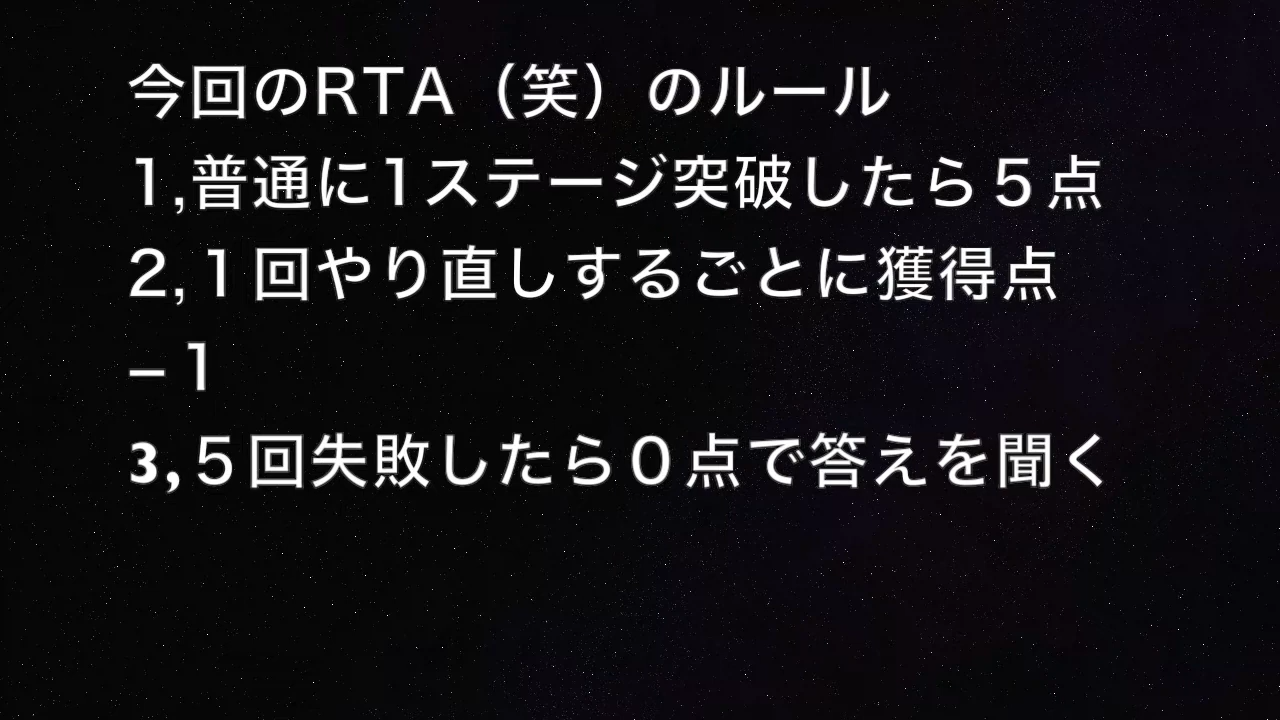 今回のRTA（笑）のルール
1,普通に1ステージ突破したら５点
2,１回やり直しするごとに獲得点
−１
3,５回失敗したら０点で答えを聞く